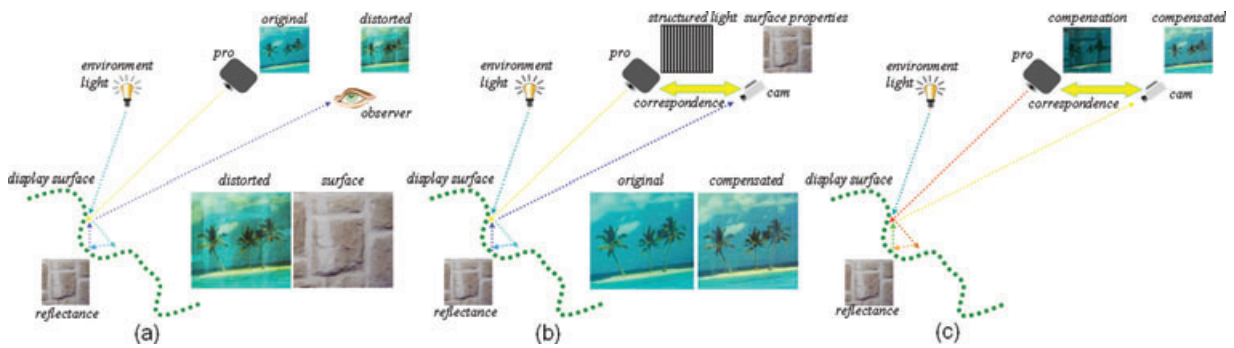 original
distorted
pro
environment
light
observer
display surface
distorted
surface
reflectance
(a)
structured light
surface properties
pro
environment
light
correspondence
cam
display surface
original
compensated
reflectance
(b)
compensation
compensated
pro
environment
light
correspondence
cam
display surface
reflectance
(c)